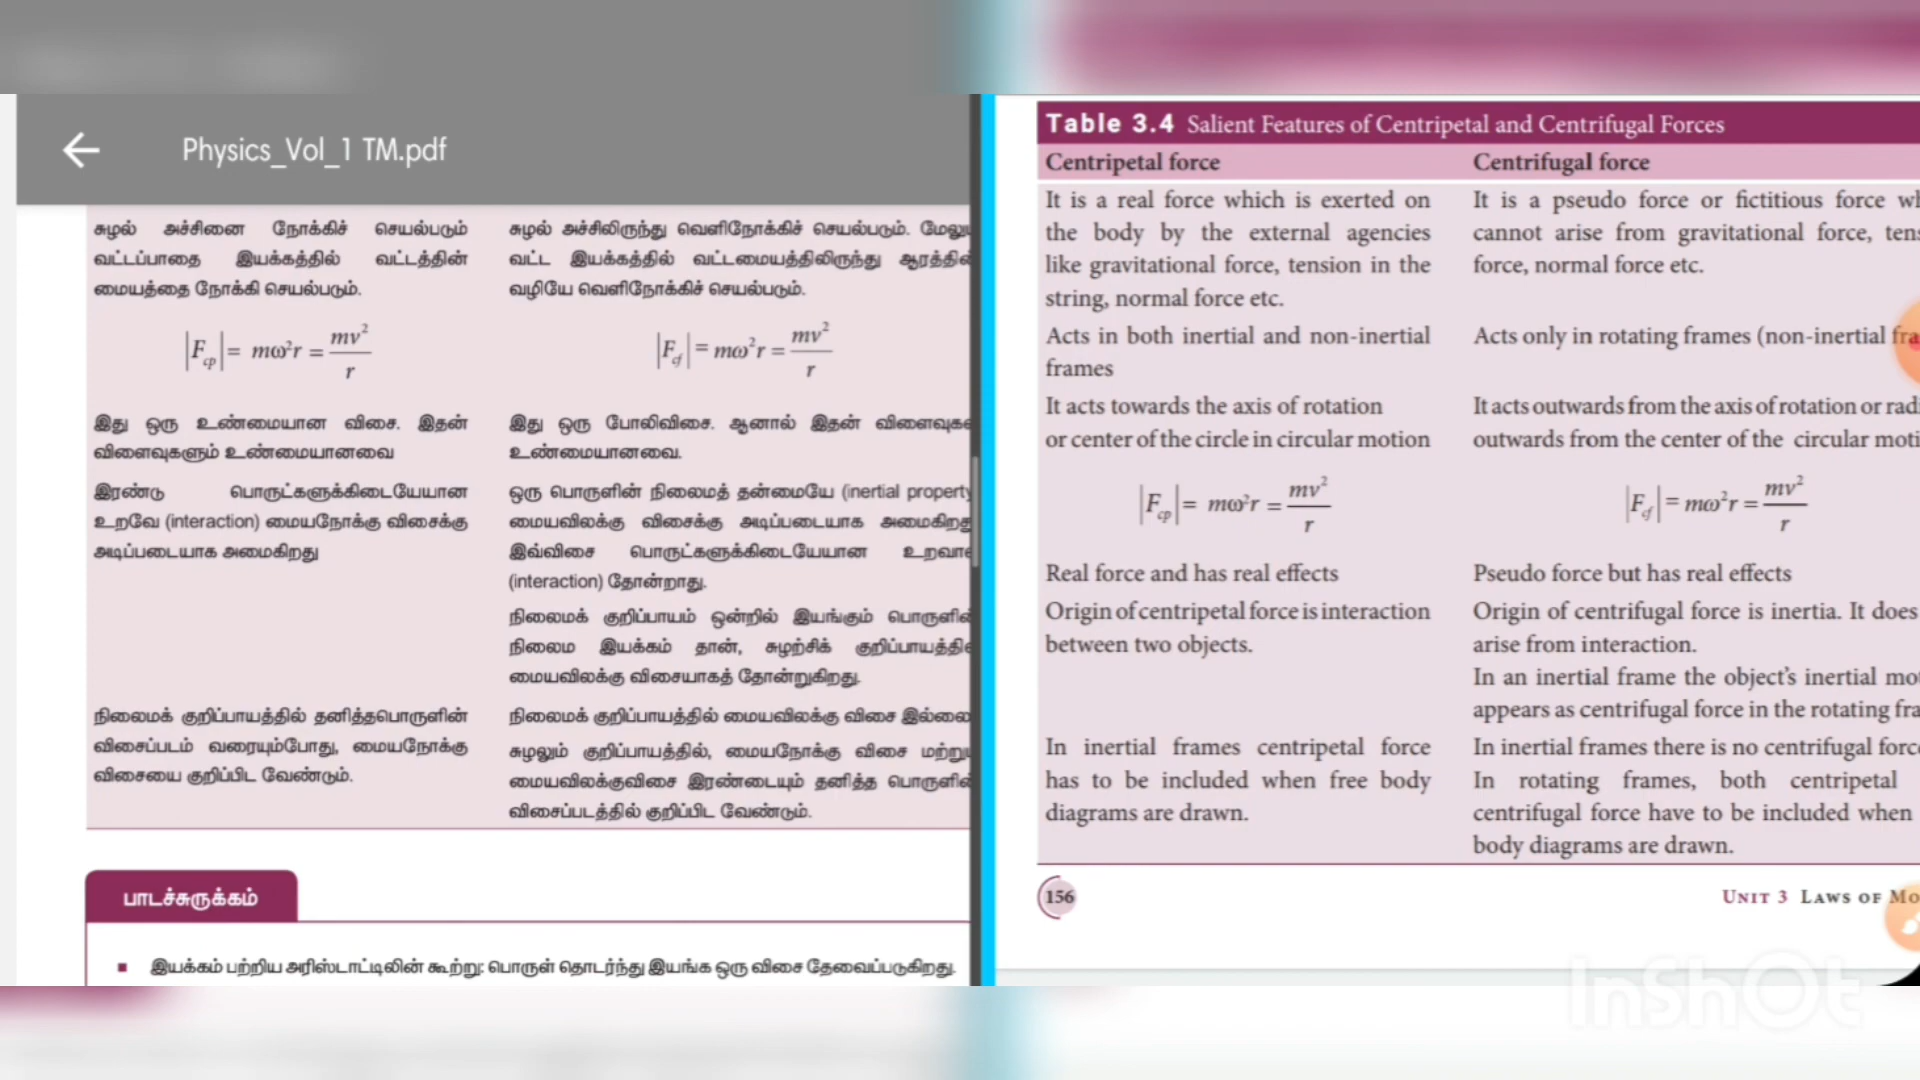 Physics_Vol_1 TM.pdf
சுழல் அச்சினை நோக்கிச் செயல்படும்
வட்டப்பாதை இயக்கத்தில் வட்டத்தின்
மையத்தை நோக்கி செயல்படும்.
|Fcp| = mω²r = mv²/r
இது ஒரு உண்மையான விசை. இதன்
விளைவுகளும் உண்மையானவை
இரண்டு பொருட்களுக்கிடையேயான
உறவே (interaction) மையநோக்கு விசைக்கு
அடிப்படையாக அமைகிறது
நிலைமக் குறிப்பாயத்தில் தனித்தபொருளின்
விசைப்படம் வரையும்போது, மையநோக்கு
விசையை குறிப்பிட வேண்டும்.
சுழல் அச்சிலிருந்து வெளிநோக்கிச் செயல்படும்.
வட்ட இயக்கத்தில் வட்டமையத்திலிருந்து
வழியே வெளிநோக்கிச் செயல்படும்.
|Fcf| = mω²r = mv²/r
இது ஒரு போலிவிசை. ஆனால் இதன்
உண்மையானவை.
ஒரு பொருளின் நிலைமத் தன்மையே (inertial property
மையவிலக்கு விசைக்கு அடிப்படையாக
இவ்விசை பொருட்களுக்கிடையேயான
(interaction) தோன்றாது.
நிலைமக் குறிப்பாயம் ஒன்றில் இயங்கும்
நிலைம இயக்கம் தான், சுழற்சிக்
மையவிலக்கு விசையாகத் தோன்றுகிறது.
நிலைமக் குறிப்பாயத்தில் மையவிலக்கு விசை இல்லை
சுழலும் குறிப்பாயத்தில், மையநோக்கு விசை
மையவிலக்குவிசை இரண்டையும் தனித்த
விசைப்படத்தில் குறிப்பிட வேண்டும்.
பாடச்சுருக்கம்
■ இயக்கம் பற்றிய அரிஸ்டாட்டிலின் கூற்று: பொருள் தொடர்ந்து இயங்க ஒரு விசை தேவைப்படுகிறது.
Table 3.4 Salient Features of Centripetal and Centrifugal Forces
Centripetal force
It is a real force which is exerted on
the body by the external agencies
like gravitational force, tension in the
string, normal force etc.
Acts in both inertial and non-inertial
frames
It acts towards the axis of rotation
or center of the circle in circular motion
|Fcp| = mω²r = mv²/r
Real force and has real effects
Origin of centripetal force is interaction
between two objects.
In inertial frames centripetal force
has to be included when free body
diagrams are drawn.
Centrifugal force
It is a pseudo force or fictitious force
cannot arise from gravitational force,
force, normal force etc.
Acts only in rotating frames (non-inertial
It acts outwards from the axis of rotation or
outwards from the center of the circular
|Fcf| = mω²r = mv²/r
Pseudo force but has real effects
Origin of centrifugal force is inertia. It does
arise from interaction.
In an inertial frame the object's inertial
appears as centrifugal force in the rotating
In inertial frames there is no centrifugal
In rotating frames, both centripetal
centrifugal force have to be included when
body diagrams are drawn.
156
UNIT 3 LAWS OF
InShOt